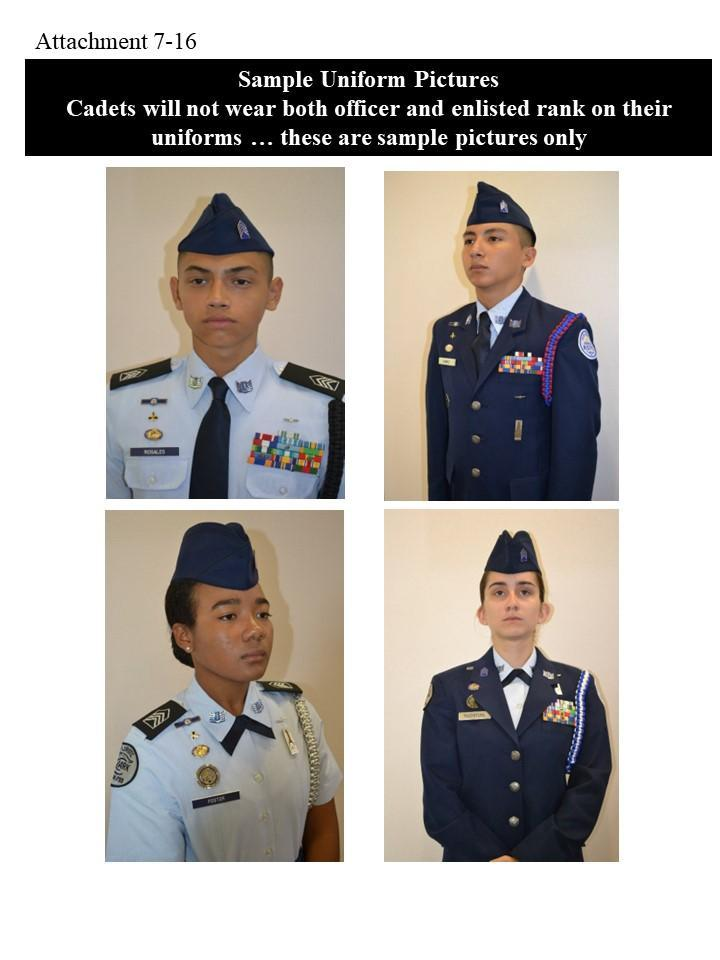 Attachment 7-16
Sample Uniform Pictures
Cadets will not wear both officer and enlisted rank on their
uniforms … these are sample pictures only
ROSALES
FOSTER